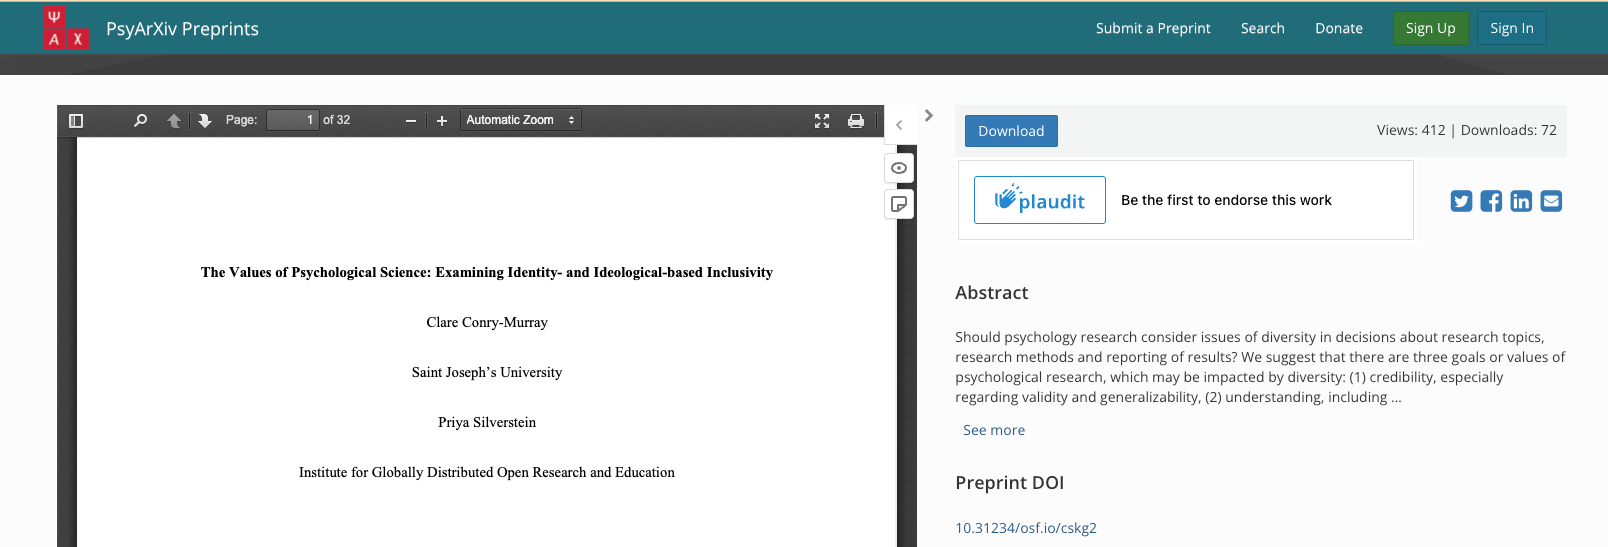 Ψ
Α Χ
PsyArXiv Preprints
Submit a Preprint
Search
Donate
Sign Up
Sign In
Page: 1 of 32
Automatic Zoom
The Values of Psychological Science: Examining Identity- and Ideological-based Inclusivity
Clare Conry-Murray
Saint Joseph's University
Priya Silverstein
Institute for Globally Distributed Open Research and Education
Download
Views: 412 | Downloads: 72
plaudit
Be the first to endorse this work
Abstract
Should psychology research consider issues of diversity in decisions about research topics,
research methods and reporting of results? We suggest that there are three goals or values of
psychological research, which may be impacted by diversity: (1) credibility, especially
regarding validity and generalizability, (2) understanding, including ...
See more
Preprint DOI
10.31234/osf.io/cskg2